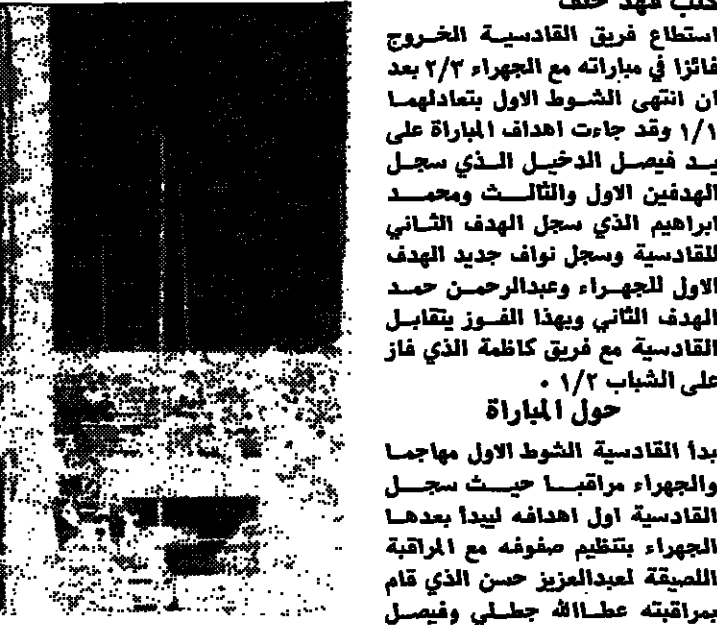 كتب فهد خلف
استطاع فريق القادسية الخروج
فائزا في مباراته مع الجهراء ٢/٣ بعد
ان انتهى الشوط الاول بتعادلهما
١/١ وقد جاءت اهداف المباراة على
يد فيصل الدخيل الذي سجل
الهدفين الاول والثالث ومحمد
ابراهيم الذي سجل الهدف الثاني
للقادسية وسجل نواف جديد الهدف
الاول للجهراء وعبدالرحمن حمد
الهدف الثاني وبهذا الفوز يتقابل
القادسية مع فريق كاظمة الذي فاز
على الشباب ١/٢ .
حول المباراة
بدأ القادسية الشوط الاول مهاجما
والجهراء مراقبا حيث سجل
القادسية اول اهدافه ليبدأ بعدها
الجهراء بتنظيم صفوفه مع المراقبة
اللصيقة لعبدالعزيز حسن الذي قام
بمراقبته عطاالله جطلي وفيصل